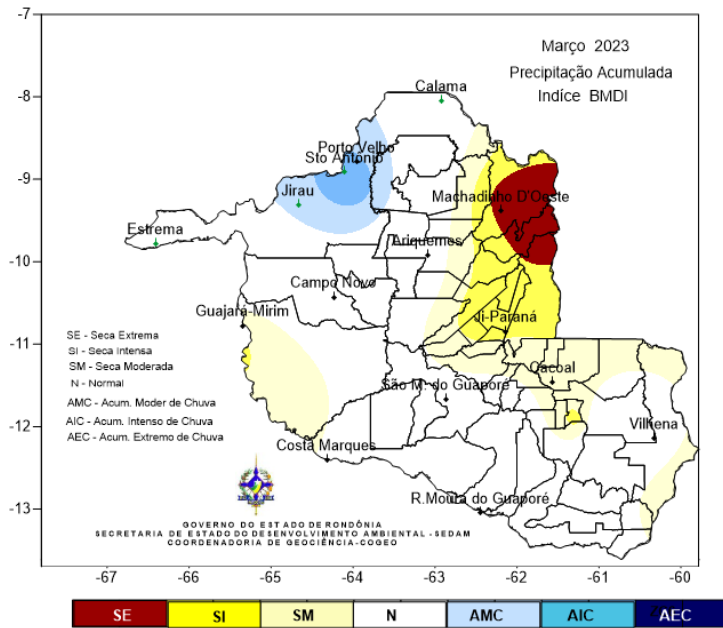 -7
Março 2023
Precipitação Acumulada
Indíce BMDI
Calama
-8
Porto Velho
Sto Antônio
-9
Jirau
Machadinho D'Oeste
Estrema
Ariquemes
-10
Campo Novo
Guajará-Mirim
Ji-Paraná
SE - Seca Extrema
SI - Seca Intensa
SM - Seca Moderada
N - Normal
AMC - Acum. Moder de Chuva
AIC - Acum. Intenso de Chuva
AEC - Acum. Extremo de Chuva
-11
Cacoal
São M. do Guaporé
-12
Vilhena
Costa Marques
R.Moura do Guaporé
-13
GOVERNO DO ESTADO DE RONDÔNIA
SECRETARIA DE ESTADO DO DESENVOLVIMENTO AMBIENTAL - SEDAM
COORDENADORIA DE GEOCIÊNCIA-COGEO
-67 -66 -65 -64 -63 -62 -61 -60
SE SI SM N AMC AIC AEC